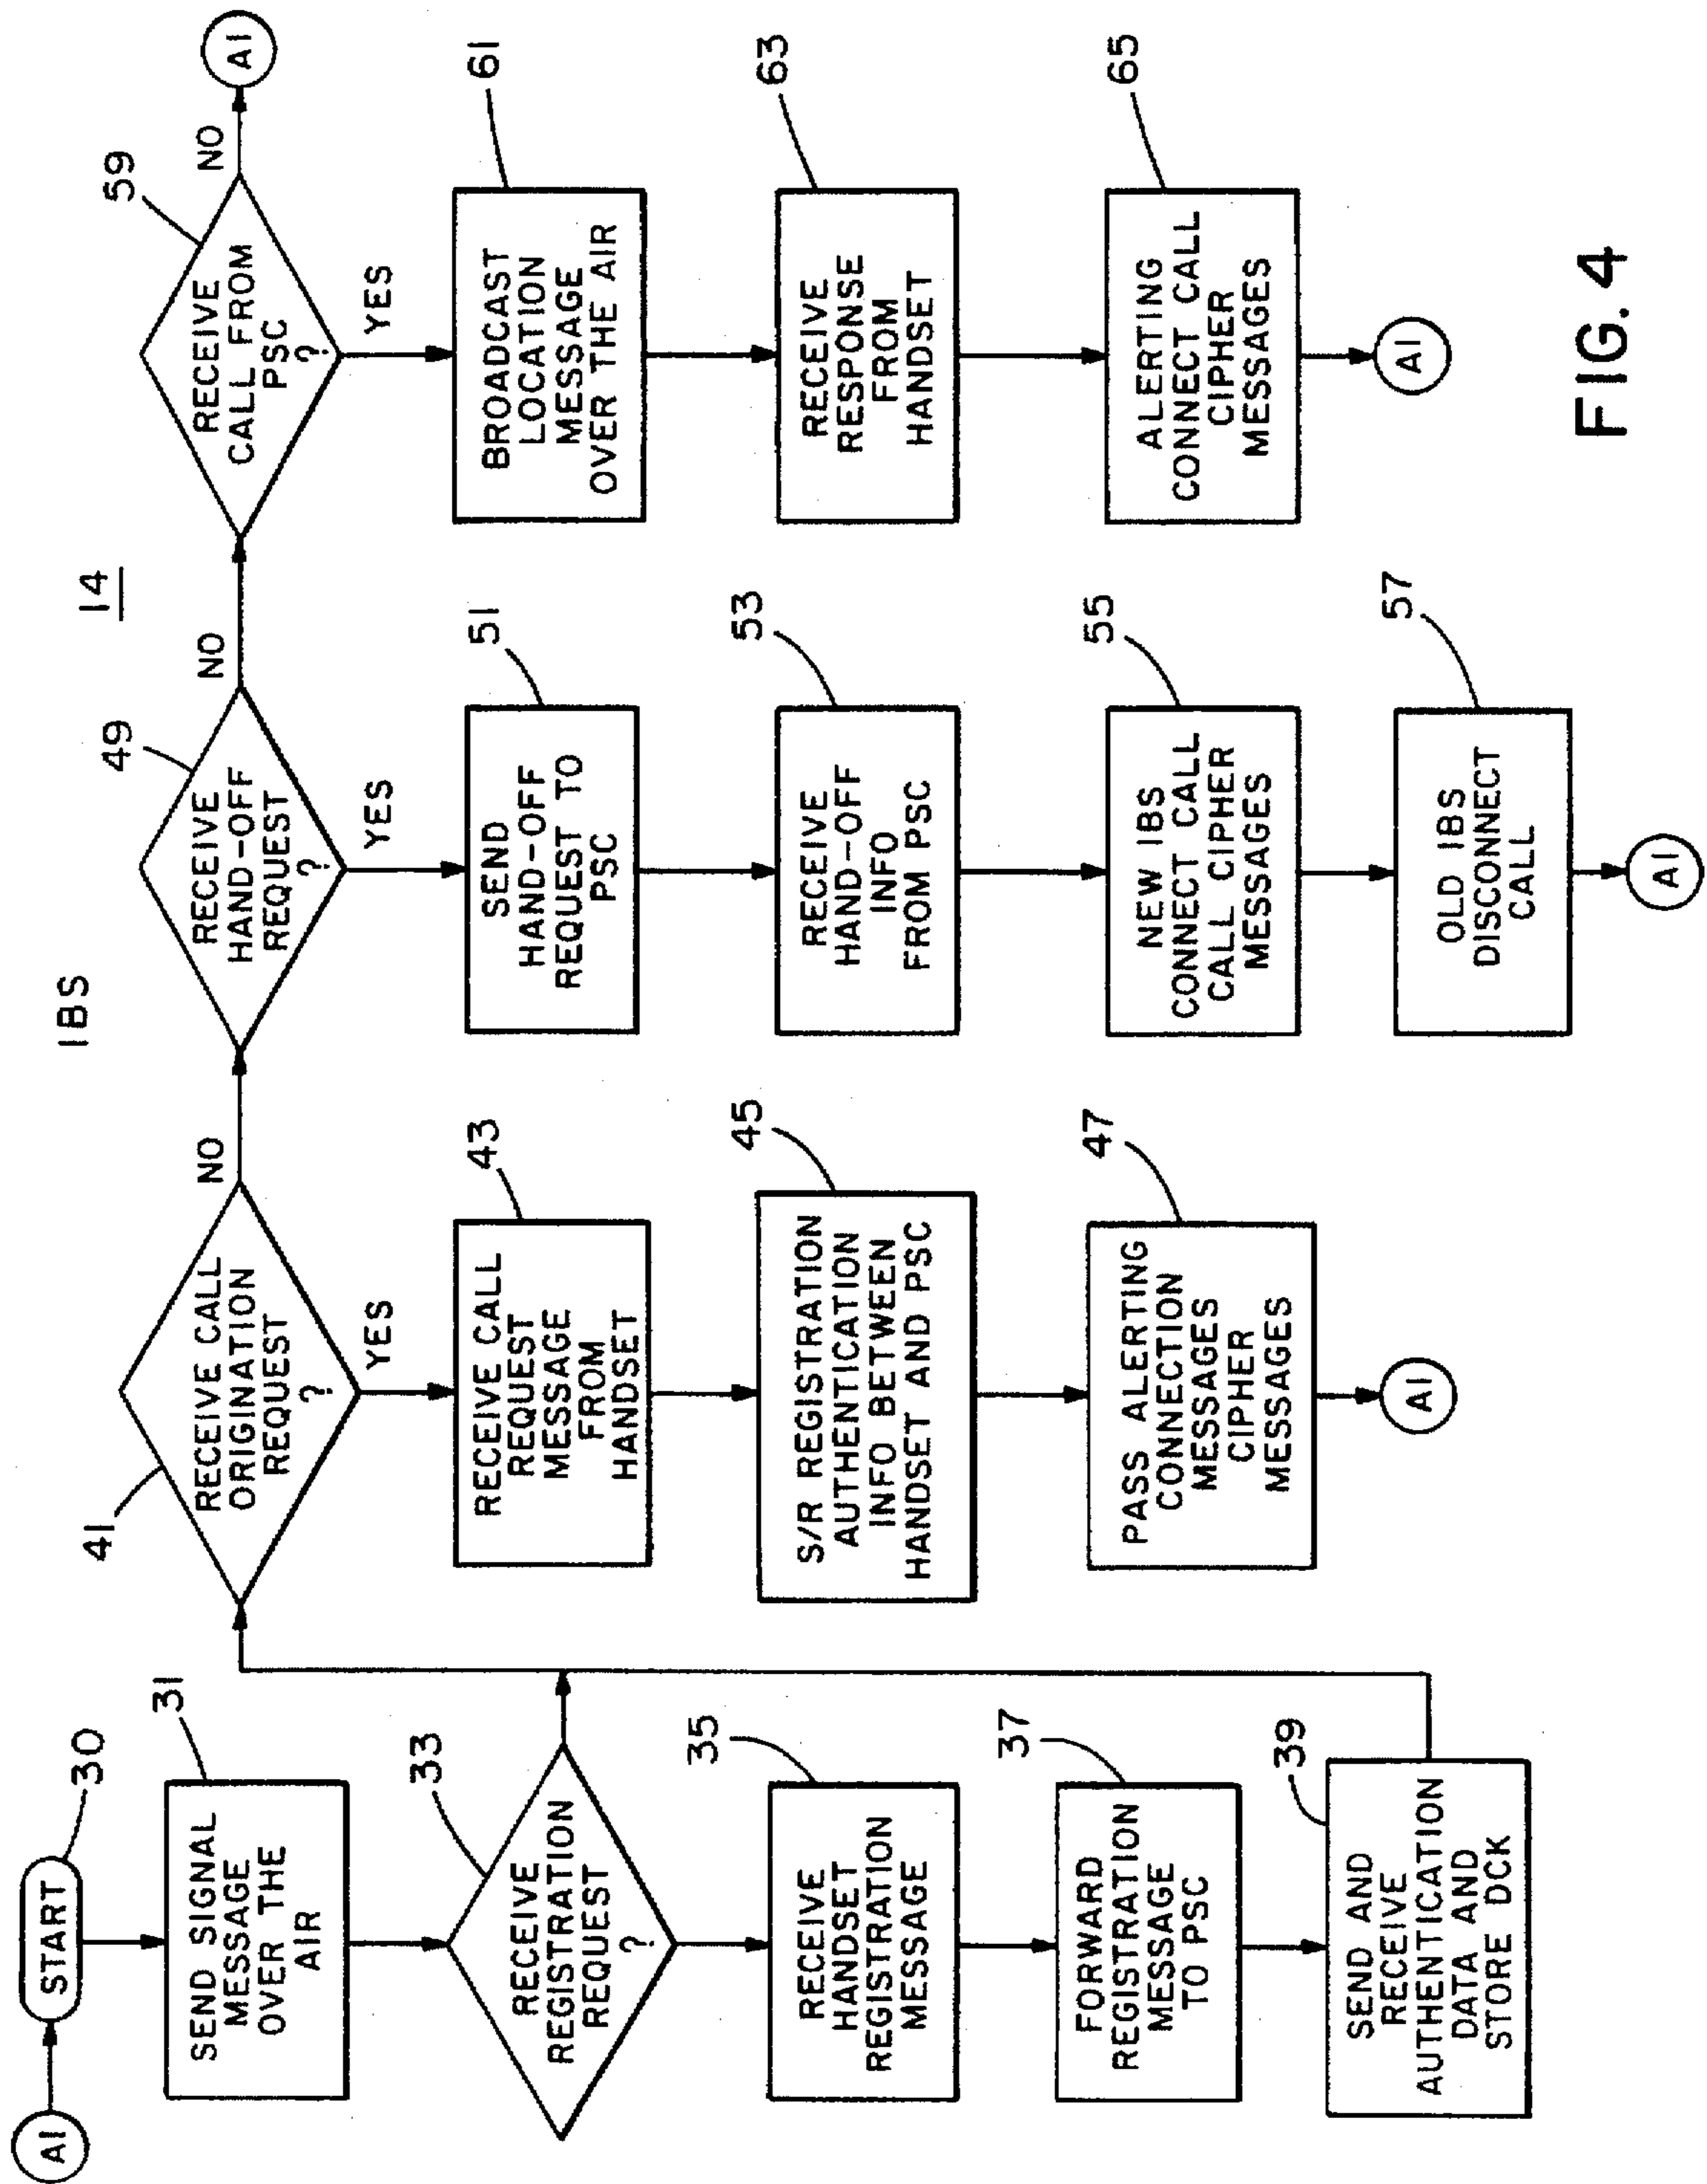 IBS
14
A1
START
30
SEND SIGNAL
MESSAGE
OVER THE
AIR
31
RECEIVE
REGISTRATION
REQUEST
?
33
RECEIVE
HANDSET
REGISTRATION
MESSAGE
35
FORWARD
REGISTRATION
MESSAGE
TO PSC
37
SEND AND
RECEIVE
AUTHENTICATION
DATA AND
STORE DCK
39
41
RECEIVE CALL
ORIGINATION
REQUEST
?
NO
YES
RECEIVE CALL
REQUEST
MESSAGE
FROM
HANDSET
43
S/R REGISTRATION
AUTHENTICATION
INFO BETWEEN
HANDSET AND PSC
45
PASS ALERTING
CONNECTION
MESSAGES
CIPHER
MESSAGES
47
A1
49
RECEIVE
HAND-OFF
REQUEST
?
NO
YES
SEND
HAND-OFF
REQUEST TO
PSC
51
RECEIVE
HAND-OFF
INFO
FROM PSC
53
NEW IBS
CONNECT CALL
CALL CIPHER
MESSAGES
55
OLD IBS
DISCONNECT
CALL
57
A1
59
RECEIVE
CALL FROM
PSC
?
NO
A1
YES
BROADCAST
LOCATION
MESSAGE
OVER THE AIR
61
RECEIVE
RESPONSE
FROM
HANDSET
63
ALERTING
CONNECT CALL
CIPHER
MESSAGES
65
A1
FIG. 4